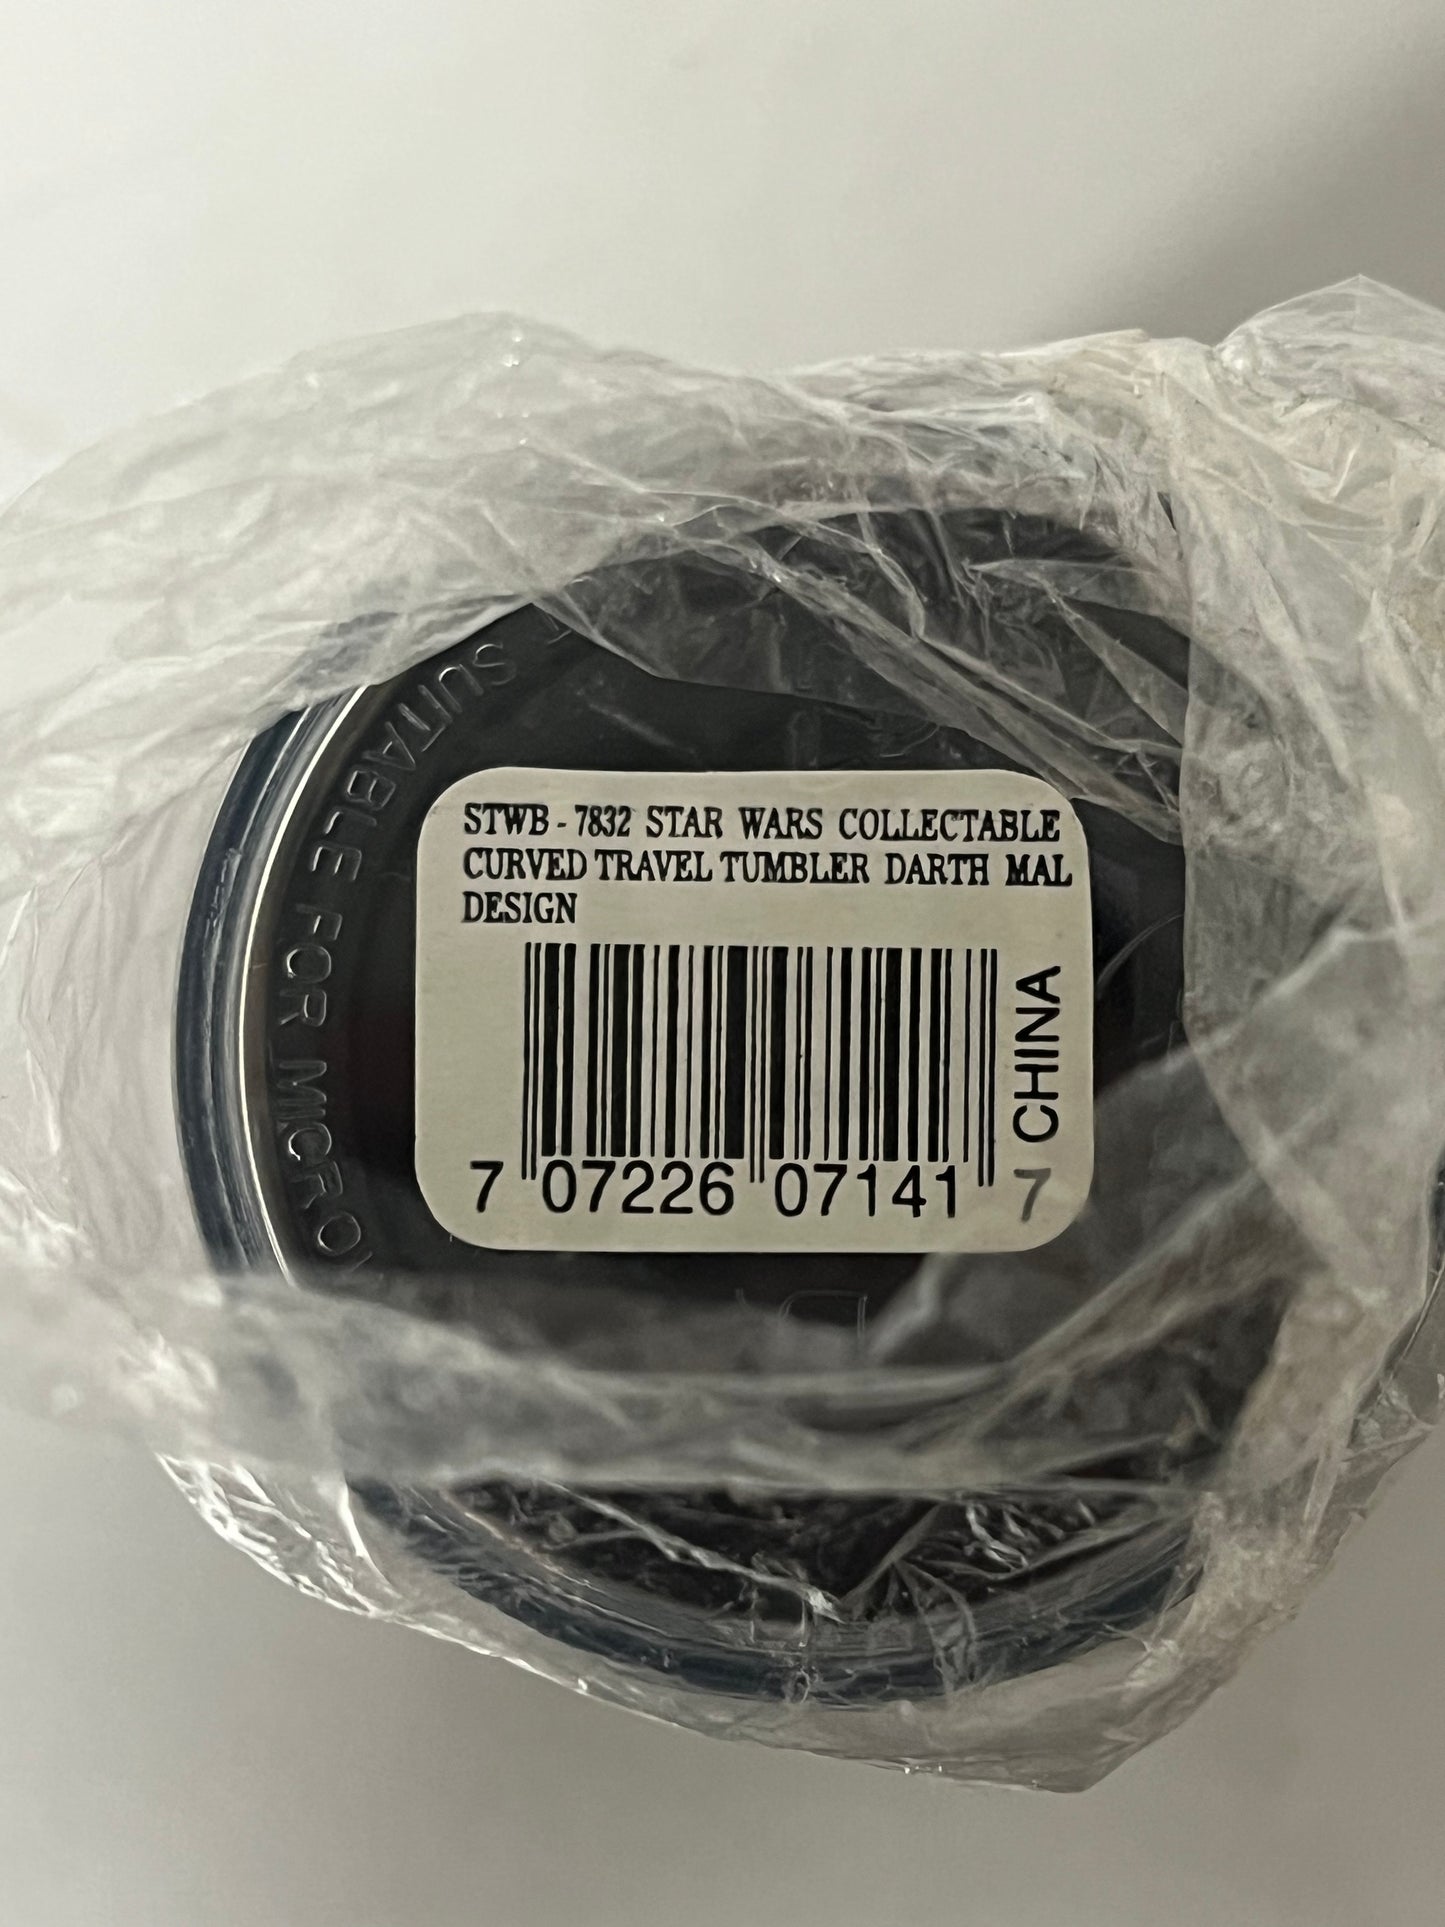 STWB - 7832 STAR WARS COLLECTABLE
CURVED TRAVEL TUMBLER DARTH MAL
DESIGN
7 07226 07141 7
CHINA
SUITABLE FOR MICRO